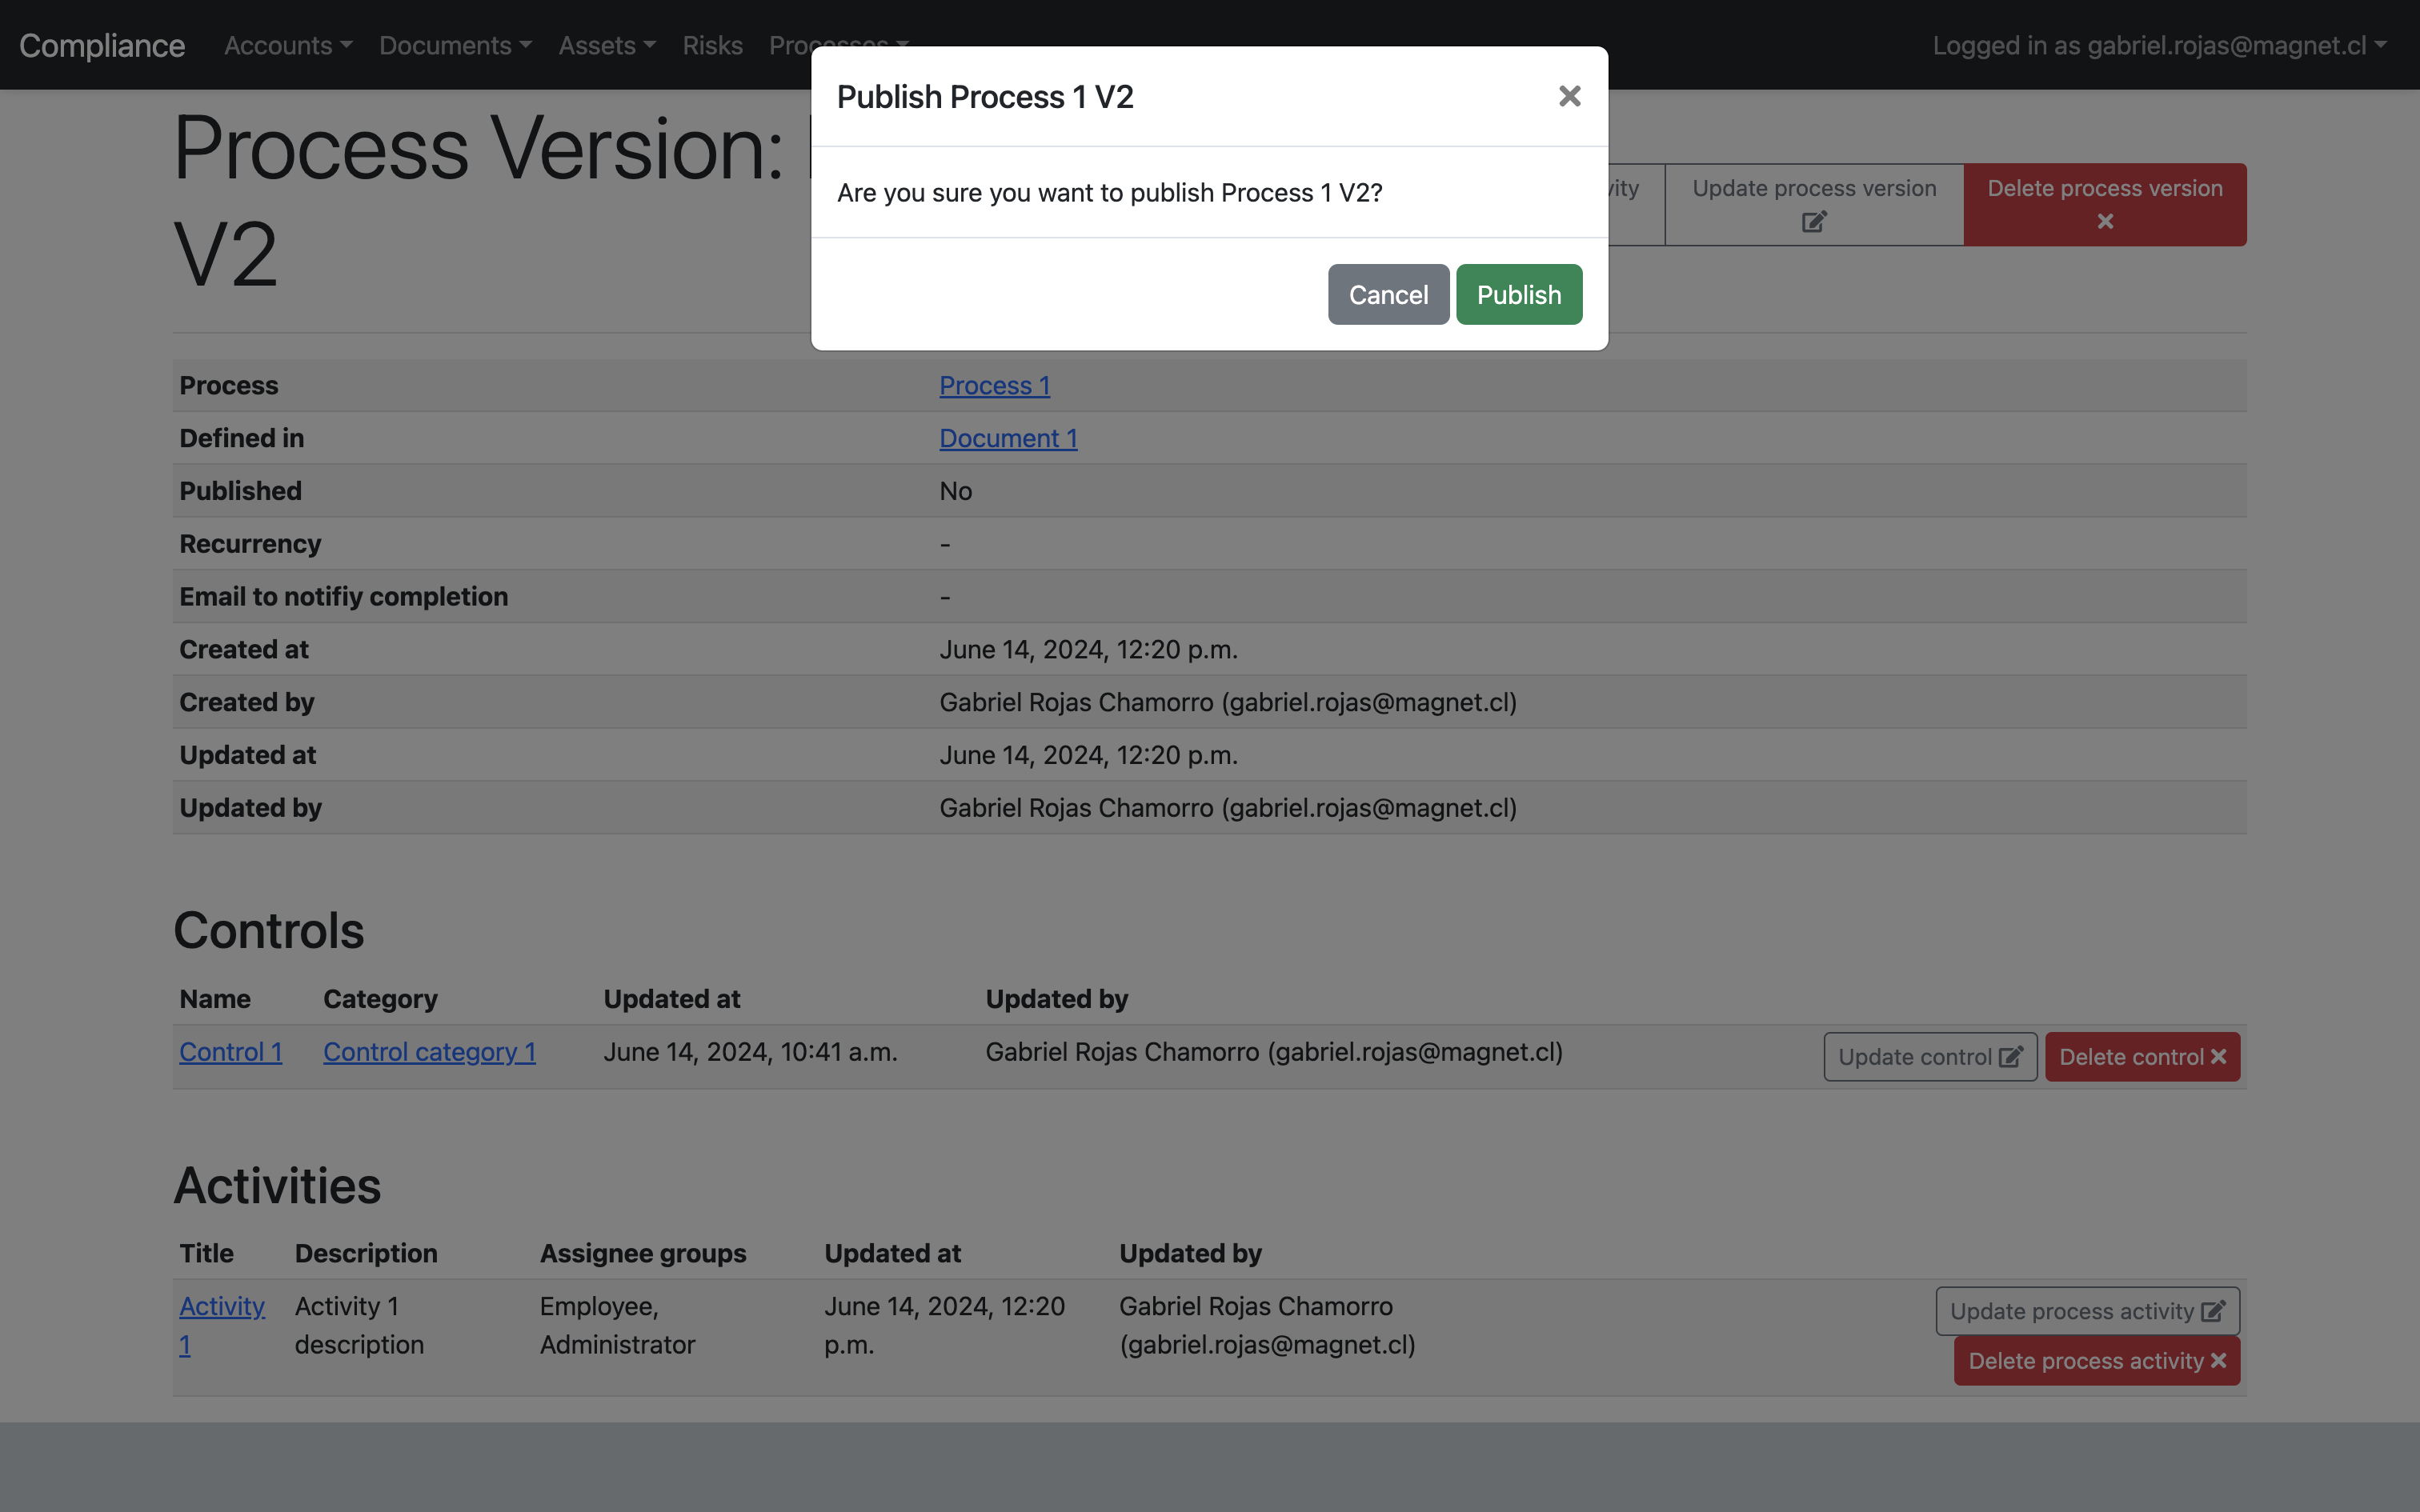 Compliance Accounts Documents Assets Risks Processes Logged in as gabriel.rojas@magnet.cl
Publish Process 1 V2
Are you sure you want to publish Process 1 V2?
Cancel Publish
Process Version:
V2
Update process version
Delete process version
Process Process 1
Defined in Document 1
Published No
Recurrency -
Email to notifiy completion -
Created at June 14, 2024, 12:20 p.m.
Created by Gabriel Rojas Chamorro (gabriel.rojas@magnet.cl)
Updated at June 14, 2024, 12:20 p.m.
Updated by Gabriel Rojas Chamorro (gabriel.rojas@magnet.cl)
Controls
Name Category Updated at Updated by
Control 1 Control category 1 June 14, 2024, 10:41 a.m. Gabriel Rojas Chamorro (gabriel.rojas@magnet.cl) Update control Delete control
Activities
Title Description Assignee groups Updated at Updated by
Activity Activity 1 Employee, June 14, 2024, 12:20 Gabriel Rojas Chamorro Update process activity
1 description Administrator p.m. (gabriel.rojas@magnet.cl) Delete process activity